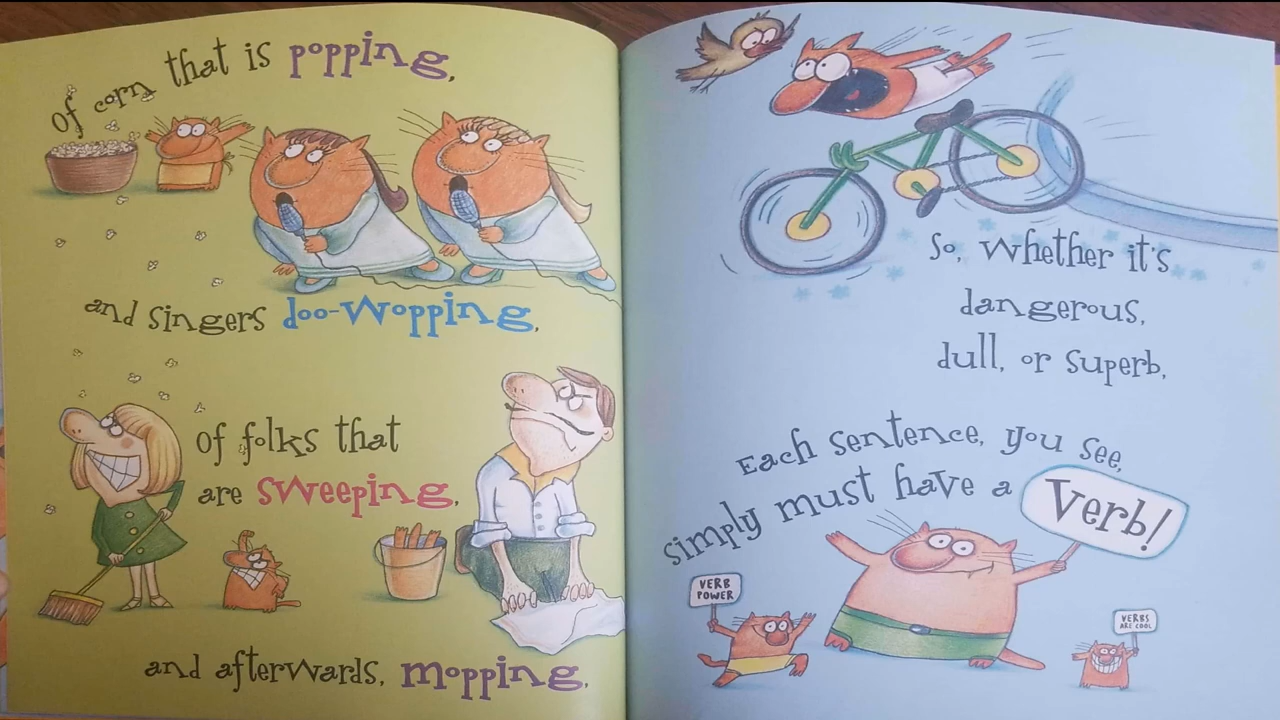 of corn that is popping,
and singers doo-wopping,
of folks that
are sweeping,
and afterwards, mopping.
So, whether it's
dangerous,
dull, or superb,
Each sentence, you see,
simply must have a Verb!
VERB
POWER
VERBS
ARE COOL